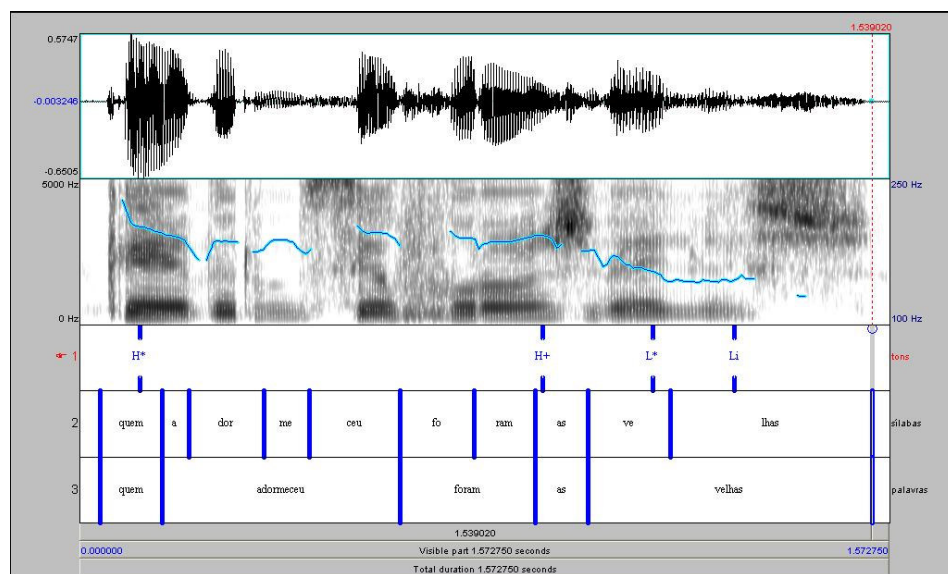 1.539020
0.5747
-0.003246
-0.6505
5000 Hz 250 Hz
0 Hz 100 Hz
1 H* H+ L* Li tons
2 quem a dor me ceu fo ram as ve lhas sílabas
3 quem adormeceu foram as velhas palavras
1.539020
0.000000 Visible part 1.572750 seconds 1.572750
Total duration 1.572750 seconds